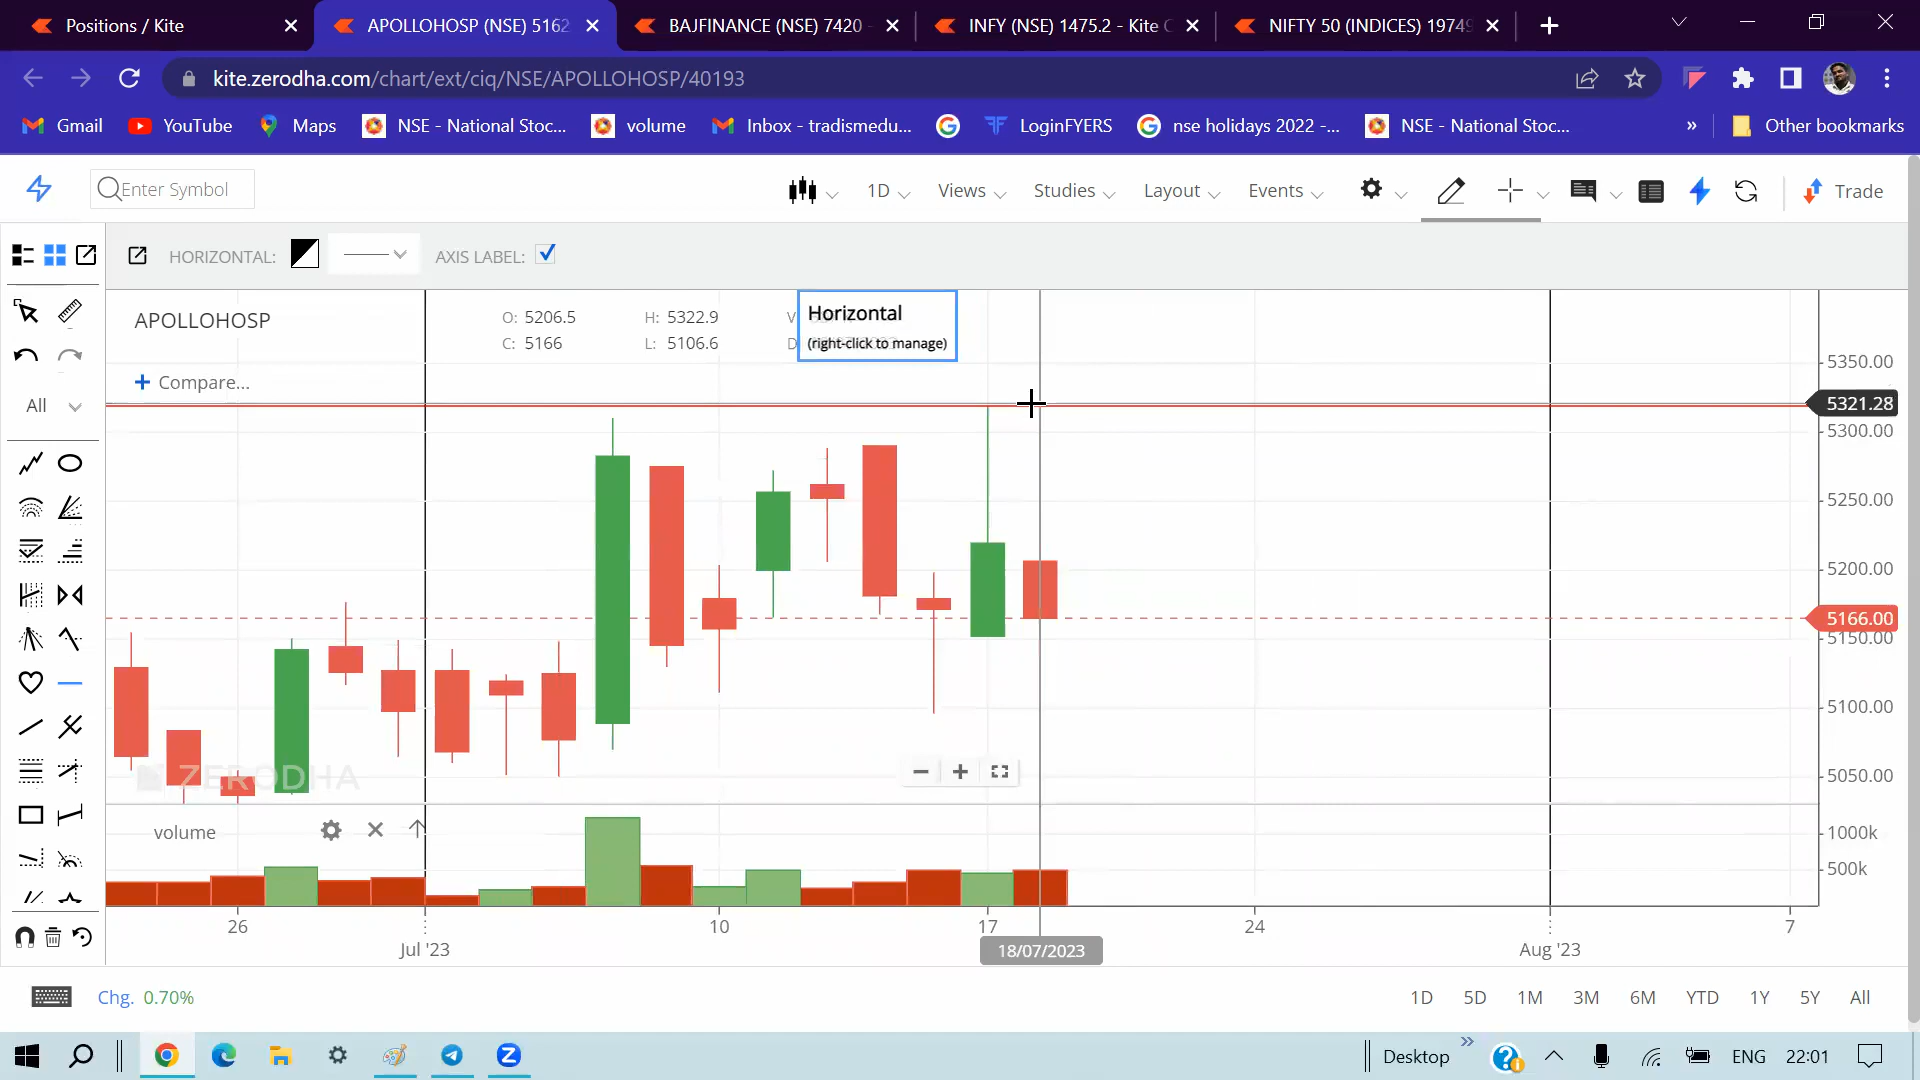 Positions / Kite
APOLLOHOSP (NSE) 5162
BAJFINANCE (NSE) 7420 -
INFY (NSE) 1475.2 - Kite C
NIFTY 50 (INDICES) 19749
kite.zerodha.com/chart/ext/ciq/NSE/APOLLOHOSP/40193
Gmail
YouTube
Maps
NSE - National Stoc...
volume
Inbox - tradismedu...
LoginFYERS
nse holidays 2022 -...
NSE - National Stoc...
»
Other bookmarks
Enter Symbol
1D
Views
Studies
Layout
Events
Trade
HORIZONTAL:
AXIS LABEL:
APOLLOHOSP
O: 5206.5
H: 5322.9
V
C: 5166
L: 5106.6
D
Horizontal
(right-click to manage)
+ Compare...
All
5350.00
5321.28
5300.00
5250.00
5200.00
5166.00
5150.00
5100.00
5050.00
ZERODHA
volume
1000k
500k
26
10
17
24
7
Jul '23
18/07/2023
Aug '23
Chg. 0.70%
1D
5D
1M
3M
6M
YTD
1Y
5Y
All
Desktop
»
ENG
22:01